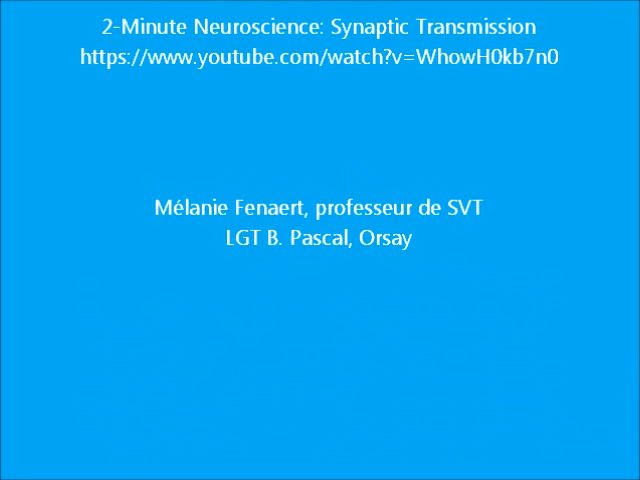 2-Minute Neuroscience: Synaptic Transmission
https://www.youtube.com/watch?v=WhowH0kb7n0
Mélanie Fenaert, professeur de SVT
LGT B. Pascal, Orsay